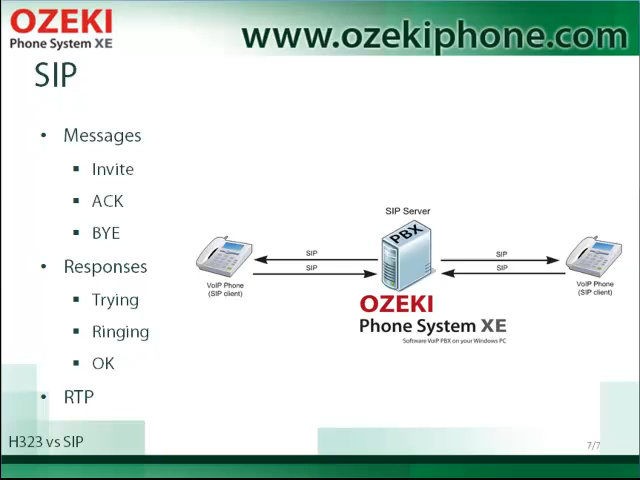 OZEKI
Phone System XE
www.ozekiphone.com
SIP
• Messages
▪ Invite
▪ ACK
▪ BYE
• Responses
▪ Trying
▪ Ringing
▪ OK
• RTP
SIP Server
PBX
SIP
SIP
SIP
SIP
VoIP Phone
(SIP client)
VoIP Phone
(SIP client)
OZEKI
Phone System XE
Software VoIP PBX on your Windows PC
H323 vs SIP
7/7